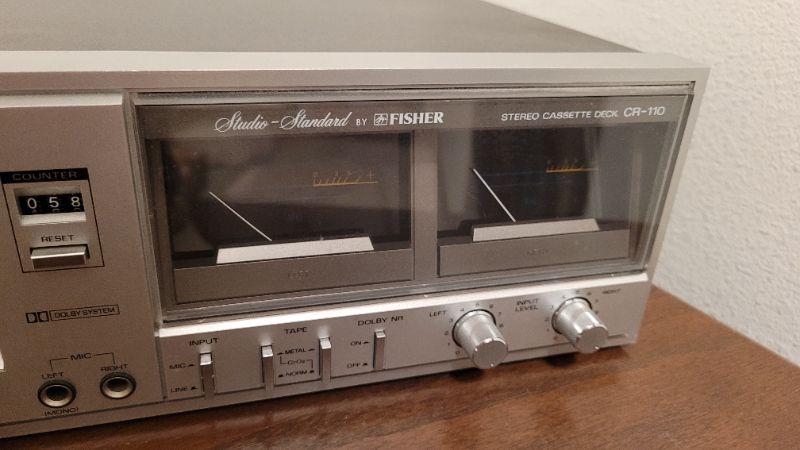 Studio-Standard BY FISHER
STEREO CASSETTE DECK CR-110
COUNTER
058
RESET
DOLBY SYSTEM
MIC
LEFT
RIGHT
(MONO)
INPUT
MIC
LINE
TAPE
METAL
CrO2
NORM
DOLBY NR
ON
OFF
LEFT
INPUT
LEVEL
RIGHT